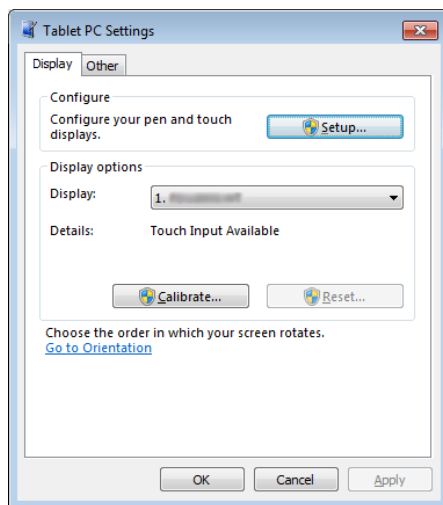 Tablet PC Settings
Display Other
Configure
Configure your pen and touch
displays.
Setup...
Display options
Display: 1.
Details: Touch Input Available
Calibrate... Reset...
Choose the order in which your screen rotates.
Go to Orientation
OK Cancel Apply